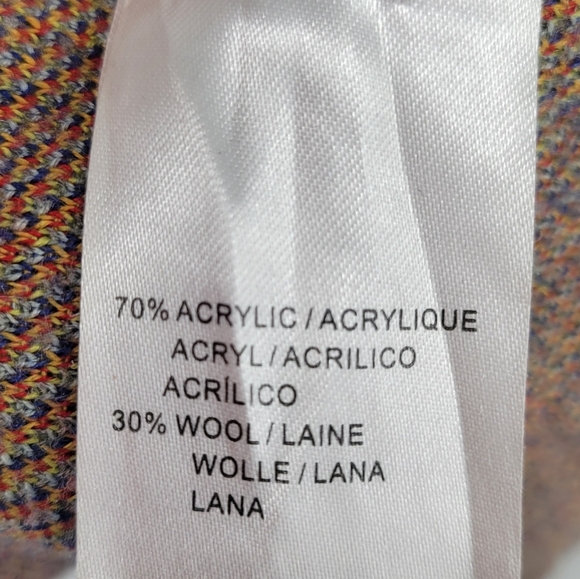 70% ACRYLIC / ACRYLIQUE
ACRYL / ACRILICO
ACRÍLICO
30% WOOL / LAINE
WOLLE / LANA
LANA